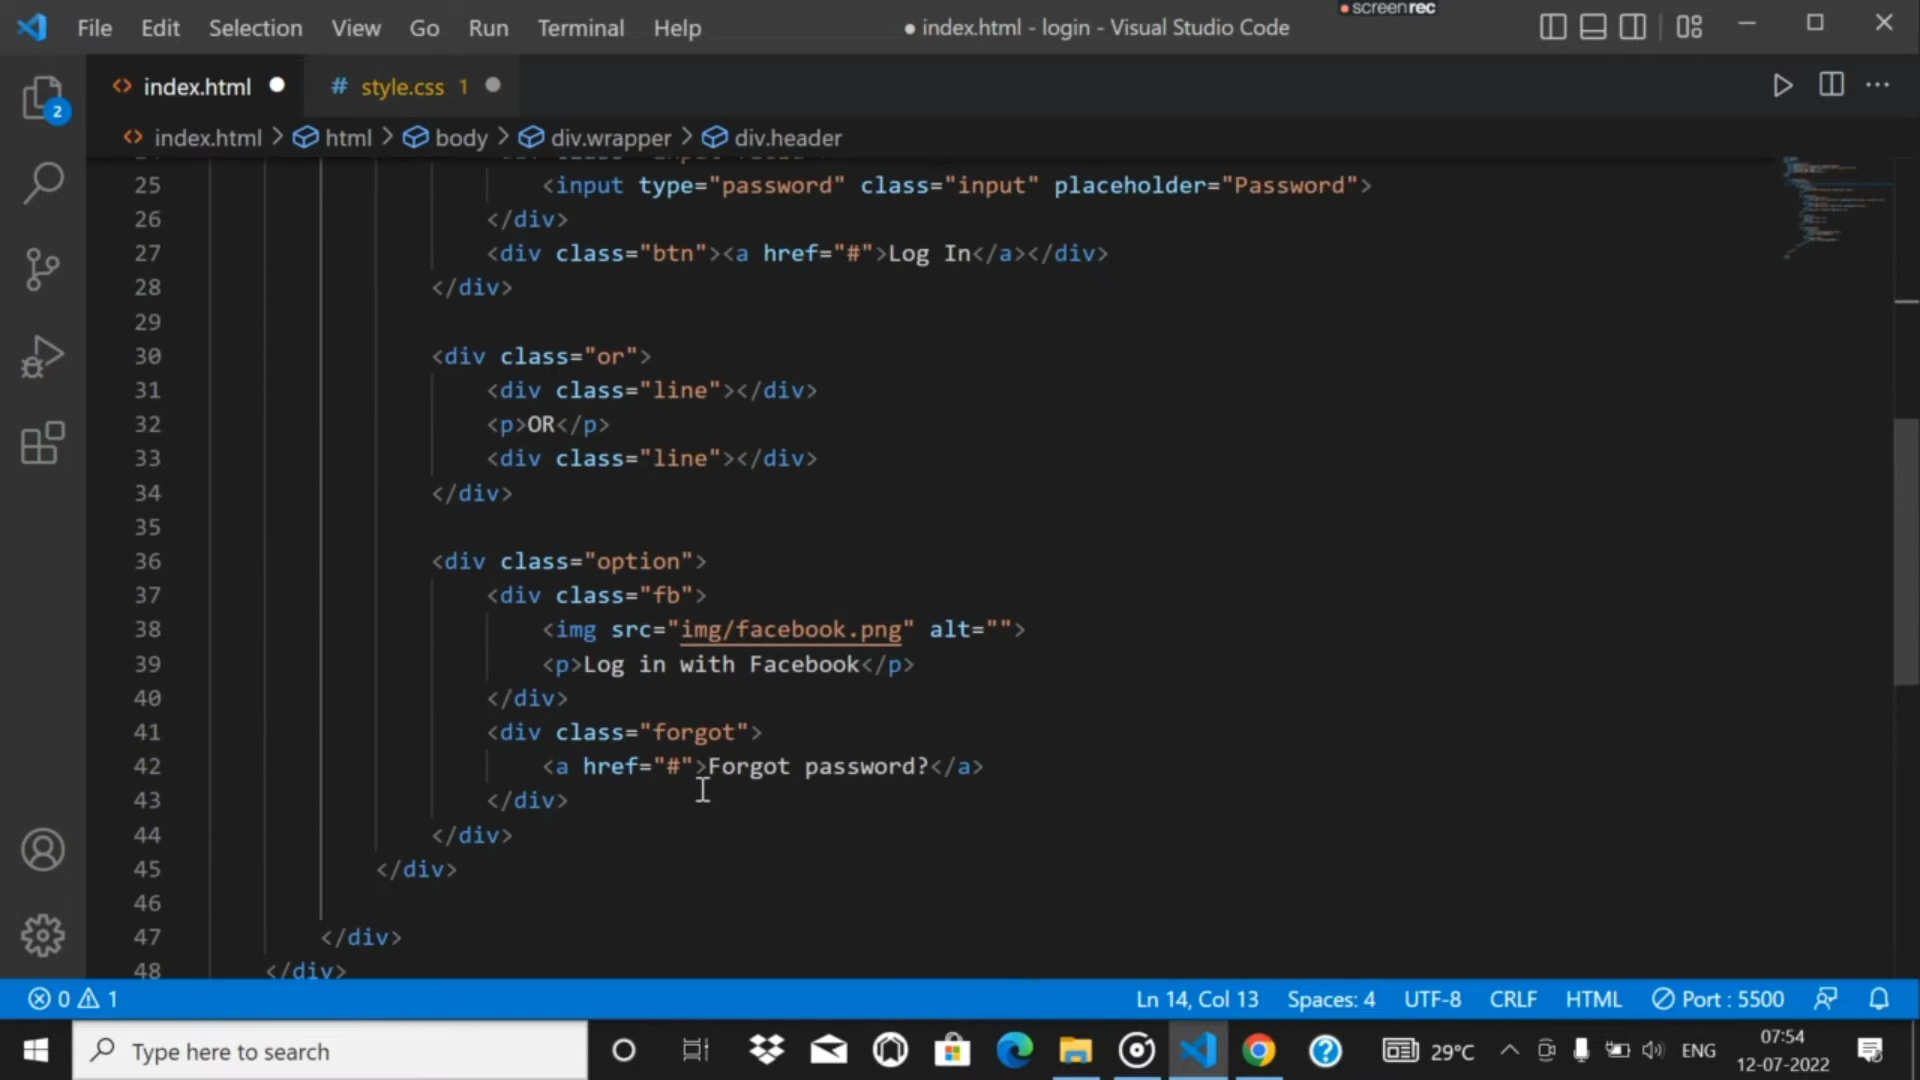 screenrec
File Edit Selection View Go Run Terminal Help ● index.html - login - Visual Studio Code
index.html style.css 1
2
index.html > html > body > div.wrapper > div.header
25 <input type="password" class="input" placeholder="Password">
26 </div>
27 <div class="btn"><a href="#">Log In</a></div>
28 </div>
29
30 <div class="or">
31 <div class="line"></div>
32 <p>OR</p>
33 <div class="line"></div>
34 </div>
35
36 <div class="option">
37 <div class="fb">
38 <img src="img/facebook.png" alt="">
39 <p>Log in with Facebook</p>
40 </div>
41 <div class="forgot">
42 <a href="#">Forgot password?</a>
43 </div>
44 </div>
45 </div>
46
47 </div>
48 </div>
0 1 Ln 14, Col 13 Spaces: 4 UTF-8 CRLF HTML Port : 5500
Type here to search 29°C ENG 07:54
12-07-2022